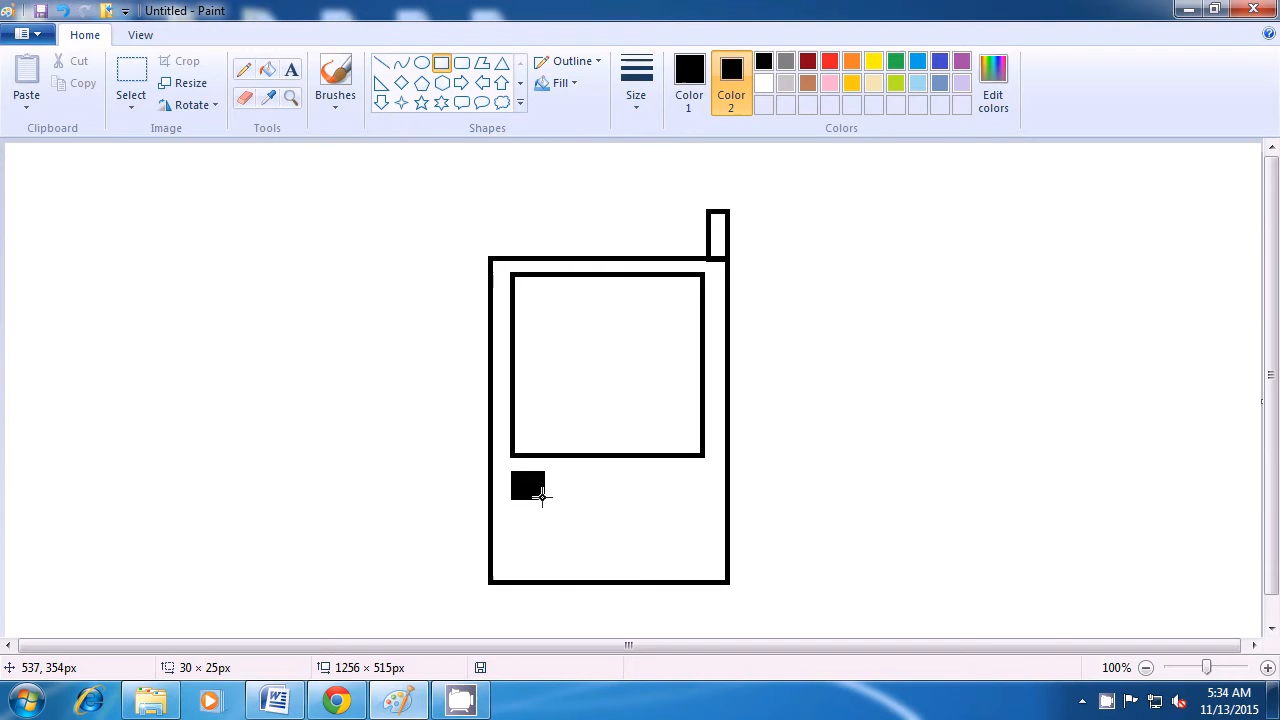 Untitled - Paint
Home View
Paste
Cut
Copy
Clipboard
Select
Crop
Resize
Rotate
Image
A
Tools
Brushes
Shapes
Outline
Fill
Size
Color 1
Color 2
Edit colors
Colors
537, 354px
30 × 25px
1256 × 515px
100%
5:34 AM
11/13/2015